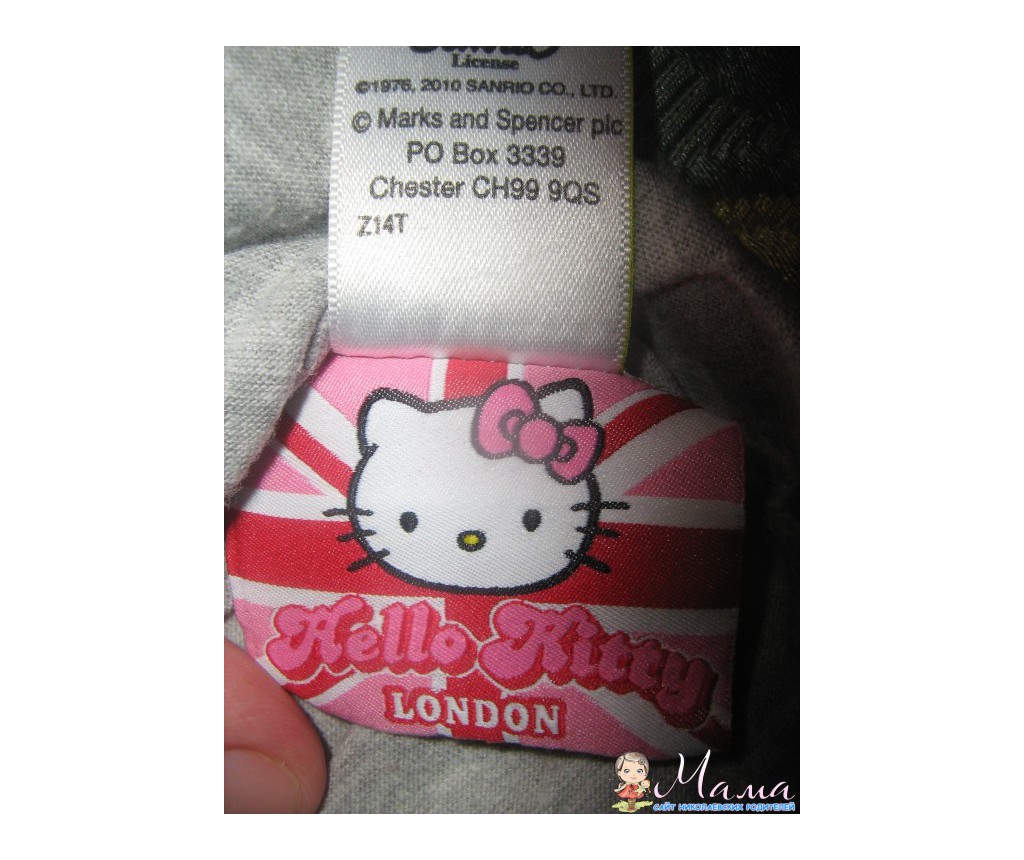 License
©1976, 2010 SANRIO CO., LTD.
© Marks and Spencer plc
PO Box 3339
Chester CH99 9QS
Z14T
Hello Kitty
LONDON
Мама
САЙТ НИКОЛАЕВСКИХ РОДИТЕЛЕЙ